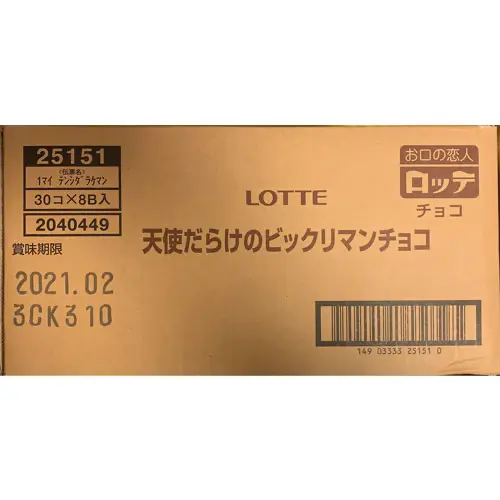 25151
(伝票名)
1マイ テンシダラケマン
30コ×8B入
2040449
賞味期限
2021.02
3CK310
LOTTE
天使だらけのビックリマンチョコ
お口の恋人
ロッテ
チョコ
149 03333 25151 0